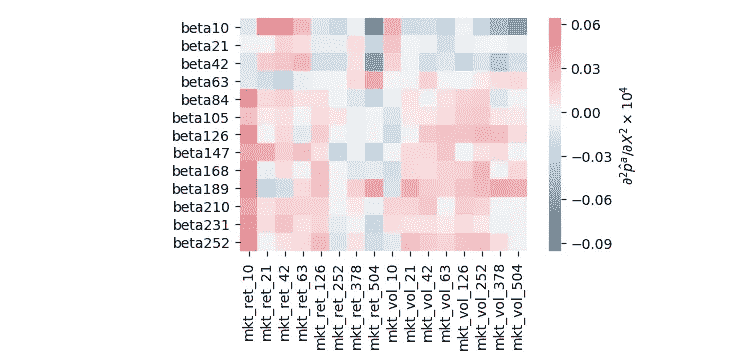 beta10
beta21
beta42
beta63
beta84
beta105
beta126
beta147
beta168
beta189
beta210
beta231
beta252
mkt_ret_10
mkt_ret_21
mkt_ret_42
mkt_ret_63
mkt_ret_126
mkt_ret_252
mkt_ret_378
mkt_ret_504
mkt_vol_10
mkt_vol_21
mkt_vol_42
mkt_vol_63
mkt_vol_126
mkt_vol_252
mkt_vol_378
mkt_vol_504
0.06
0.03
0.00
−0.03
−0.06
−0.09
∂²p̂ᵃ/∂X² × 10⁴